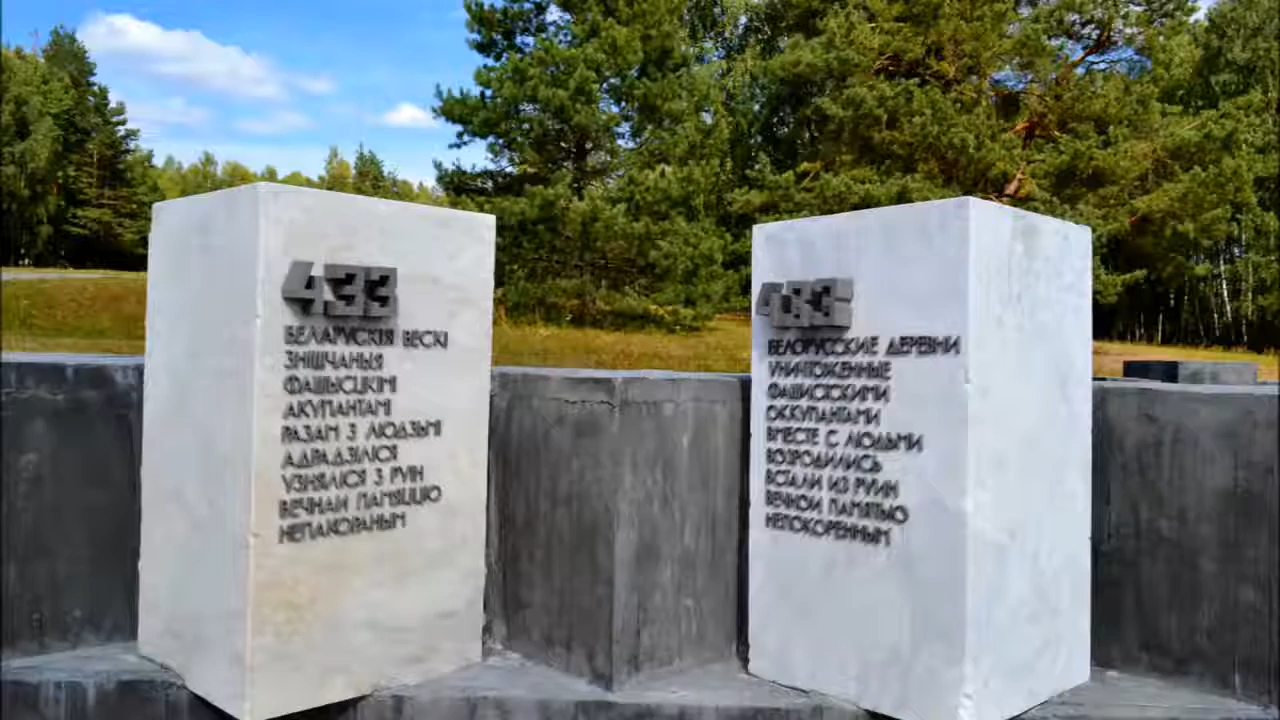 433
БЕЛАРУСКІЯ ВЕСКІ
ЗНІШЧАНЫЯ
ФАШЫСЦКІМІ
АКУПАНТАМІ
РАЗАМ З ЛЮДЗЬМІ
АДРАДЗІЛІСЯ
УЗНЯЛІСЯ З РУІН
ВЕЧНАЙ ПАМЯЦЦЮ
НЕПАКОРАНЫМ
433
БЕЛОРУССКИЕ ДЕРЕВНИ
УНИЧТОЖЕННЫЕ
ФАШИСТСКИМИ
ОККУПАНТАМИ
ВМЕСТЕ С ЛЮДЬМИ
ВОЗРОДИЛИСЬ
ВСТАЛИ ИЗ РУИН
ВЕЧНОЙ ПАМЯТЬЮ
НЕПОКОРЕННЫМ